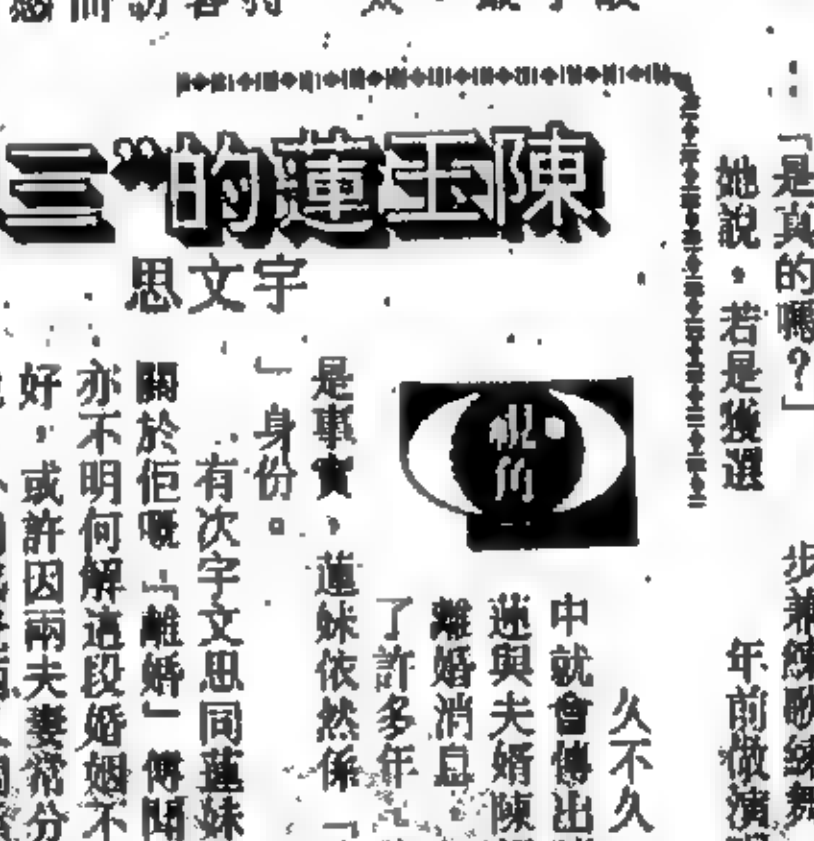 是真的嗎？」
步兼練歌練舞
她說，若是獲選
年前做演
陳玉蓮的”三
宇文思
視角
久不久
中就會傳出
迷與夫婿陳
離婚消息
了許多年
是事實，蓮妹依然係「
」身份。
有次宇文思同蓮妹
關於佢嘅「離婚」傳聞
亦不明何解這段婚姻不
好，或許因兩夫妻常分